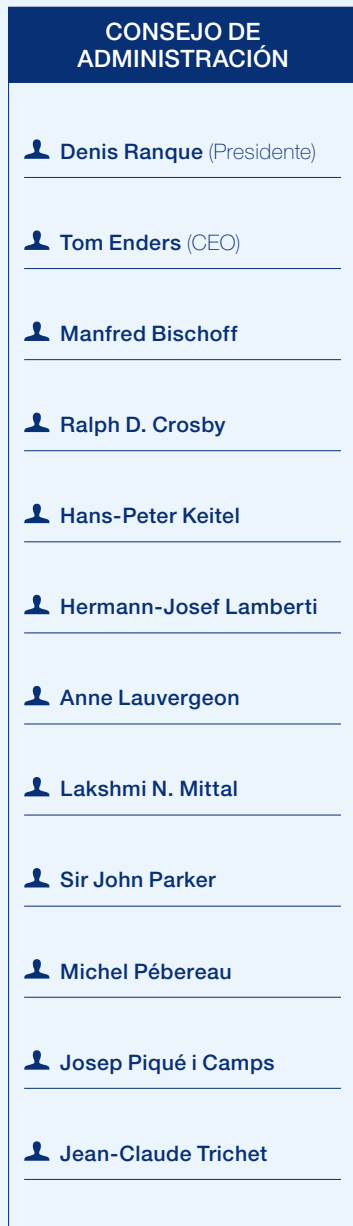 CONSEJO DE
ADMINISTRACIÓN
Denis Ranque (Presidente)
Tom Enders (CEO)
Manfred Bischoff
Ralph D. Crosby
Hans-Peter Keitel
Hermann-Josef Lamberti
Anne Lauvergeon
Lakshmi N. Mittal
Sir John Parker
Michel Pébereau
Josep Piqué i Camps
Jean-Claude Trichet